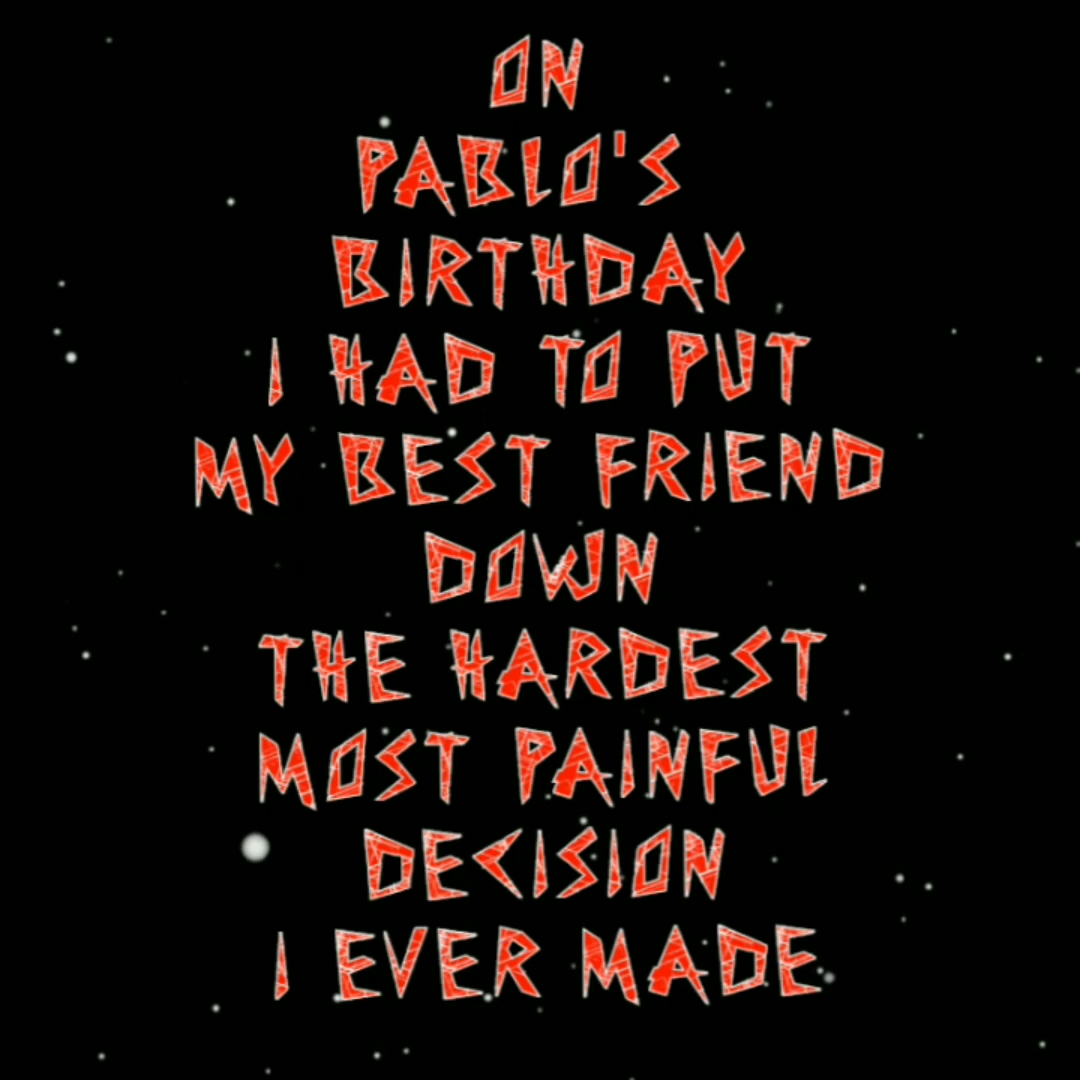 ON
PABLO'S
BIRTHDAY
I HAD TO PUT
MY BEST FRIEND
DOWN
THE HARDEST
MOST PAINFUL
DECISION
I EVER MADE